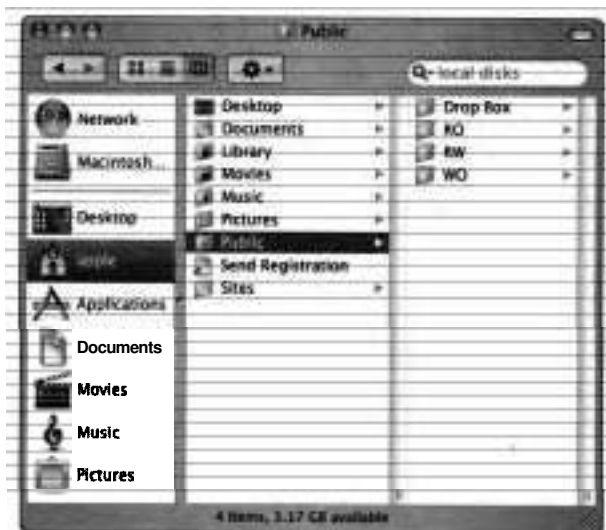 Public
local disks
Network
Macintosh...
Desktop
apple
Applications
Documents
Movies
Music
Pictures
Desktop
Documents
Library
Movies
Music
Pictures
Public
Send Registration
Sites
Drop Box
RO
RW
WO
4 items, 3.17 GB available